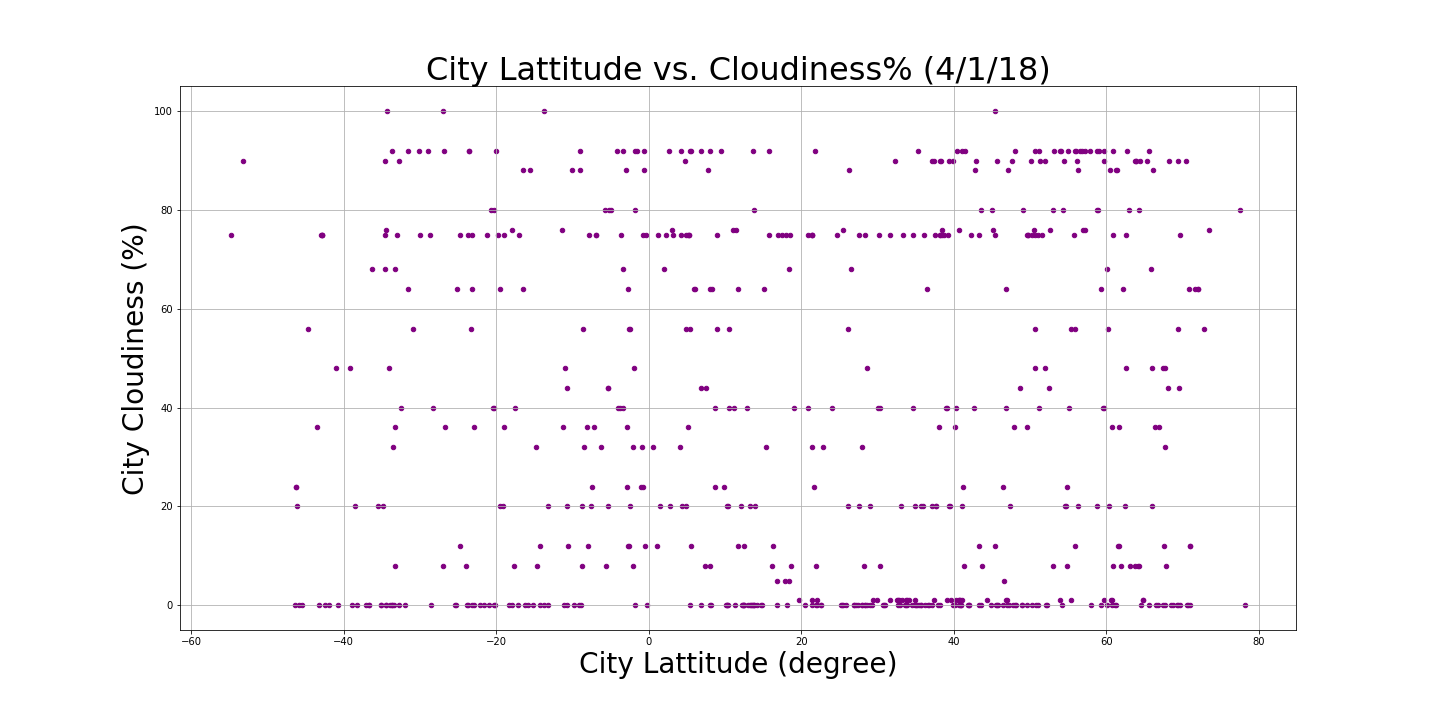 City Lattitude vs. Cloudiness% (4/1/18)
City Cloudiness (%)
100
80
60
40
20
0
−60 −40 −20 0 20 40 60 80
City Lattitude (degree)